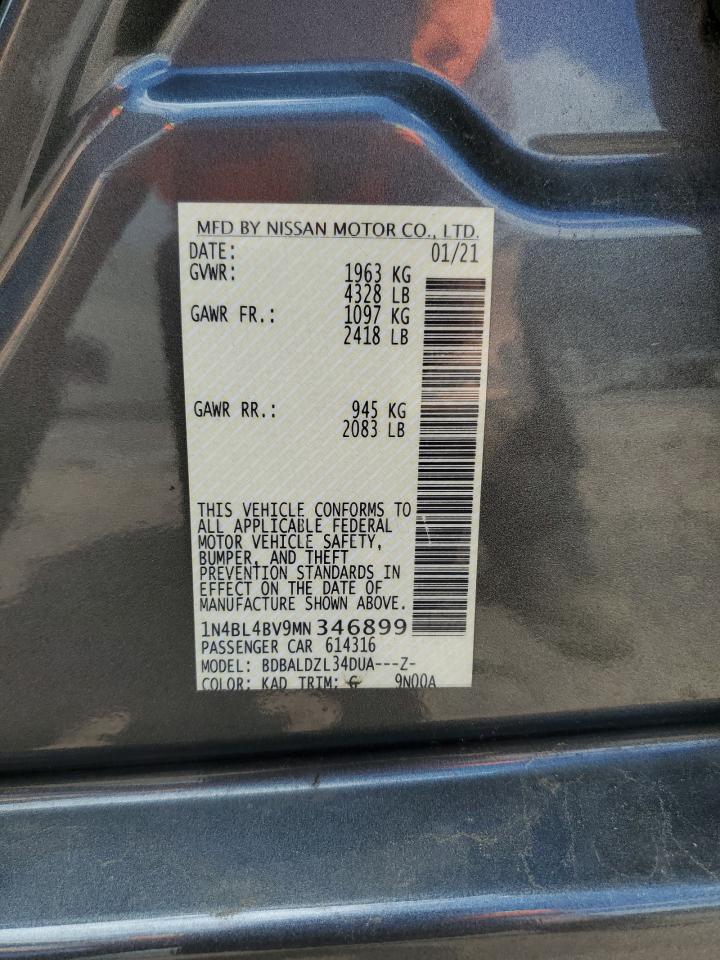 MFD BY NISSAN MOTOR CO., LTD.
DATE: 01/21
GVWR: 1963 KG
4328 LB
GAWR FR.: 1097 KG
2418 LB
GAWR RR.: 945 KG
2083 LB
THIS VEHICLE CONFORMS TO
ALL APPLICABLE FEDERAL
MOTOR VEHICLE SAFETY,
BUMPER, AND THEFT
PREVENTION STANDARDS IN
EFFECT ON THE DATE OF
MANUFACTURE SHOWN ABOVE.
1N4BL4BV9MN346899
PASSENGER CAR 614316
MODEL: BDBALDZL34DUA---Z-
COLOR: KAD TRIM: G 9N00A